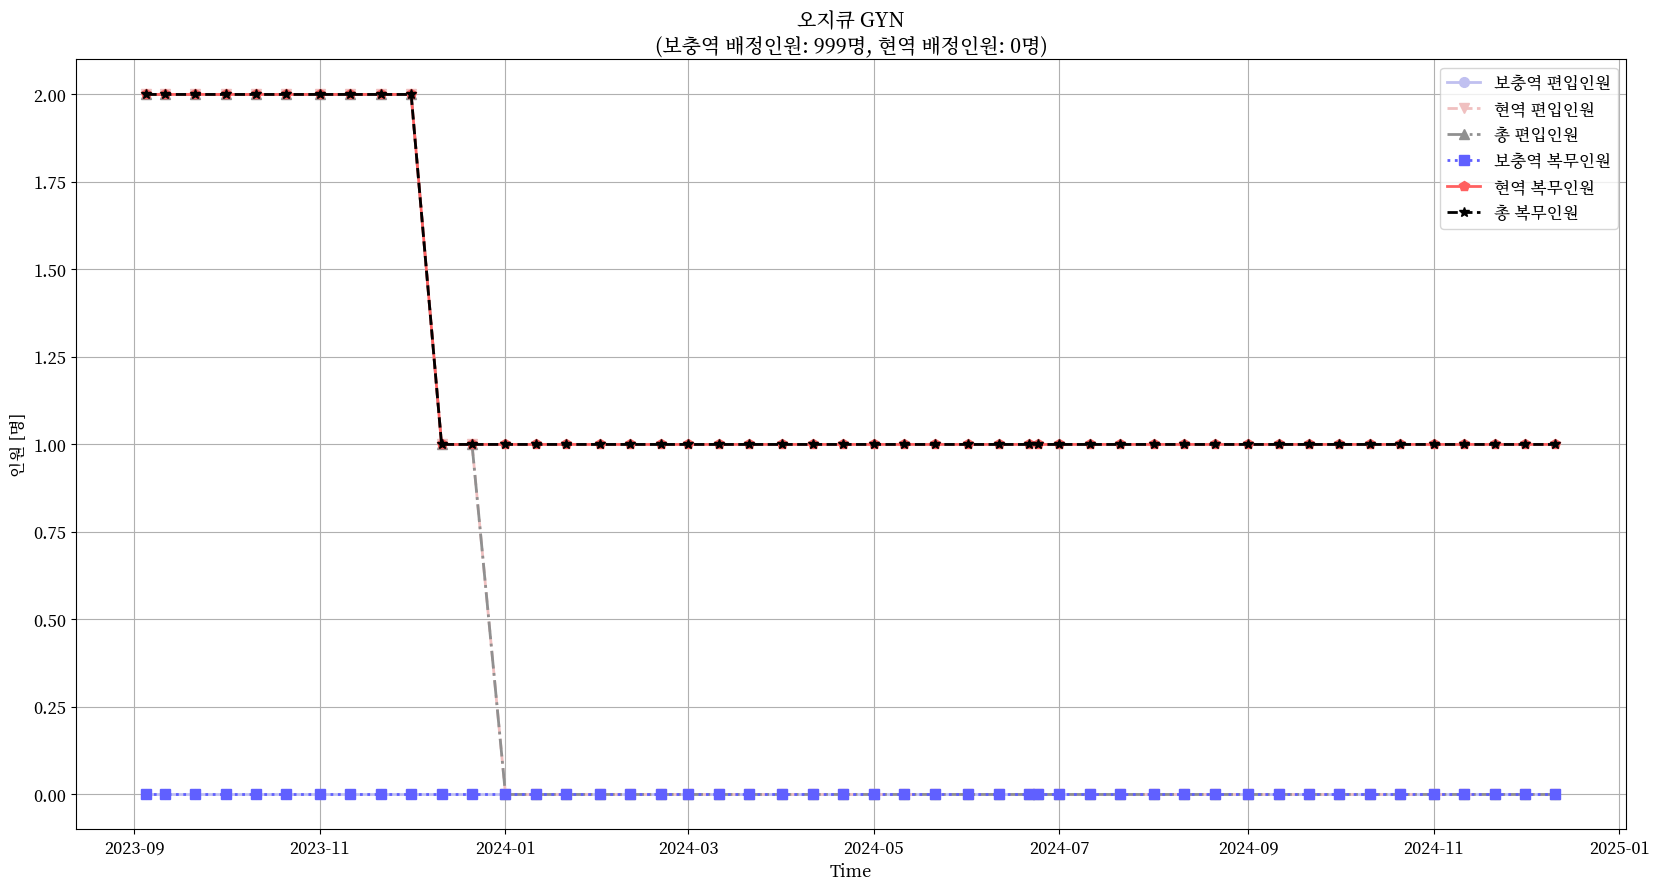 오지큐 GYN
(보충역 배정인원: 999명, 현역 배정인원: 0명)
보충역 편입인원
현역 편입인원
총 편입인원
보충역 복무인원
현역 복무인원
총 복무인원
인원 [명]
2.00
1.75
1.50
1.25
1.00
0.75
0.50
0.25
0.00
2023-09
2023-11
2024-01
2024-03
2024-05
2024-07
2024-09
2024-11
2025-01
Time